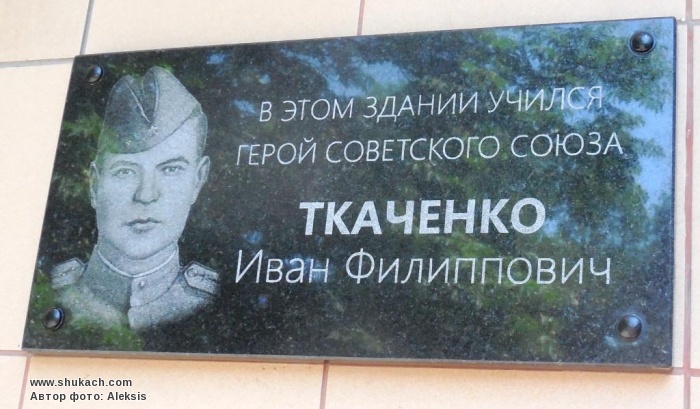 В ЭТОМ ЗДАНИИ УЧИЛСЯ
ГЕРОЙ СОВЕТСКОГО СОЮЗА
ТКАЧЕНКО
Иван Филиппович
www.shukach.com
Автор фото: Aleksis